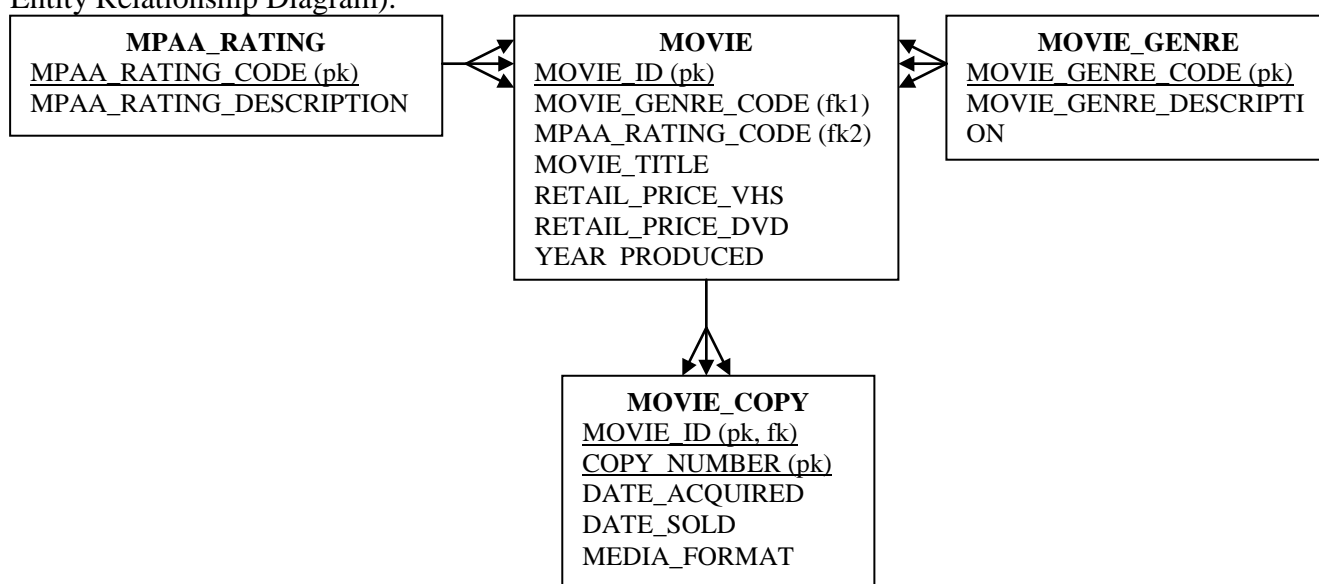 Entity Relationship Diagram).
MPAA_RATING
MPAA_RATING_CODE (pk)
MPAA_RATING_DESCRIPTION
MOVIE
MOVIE_ID (pk)
MOVIE_GENRE_CODE (fk1)
MPAA_RATING_CODE (fk2)
MOVIE_TITLE
RETAIL_PRICE_VHS
RETAIL_PRICE_DVD
YEAR_PRODUCED
MOVIE_GENRE
MOVIE_GENRE_CODE (pk)
MOVIE_GENRE_DESCRIPTI
ON
MOVIE_COPY
MOVIE_ID (pk, fk)
COPY_NUMBER (pk)
DATE_ACQUIRED
DATE_SOLD
MEDIA_FORMAT